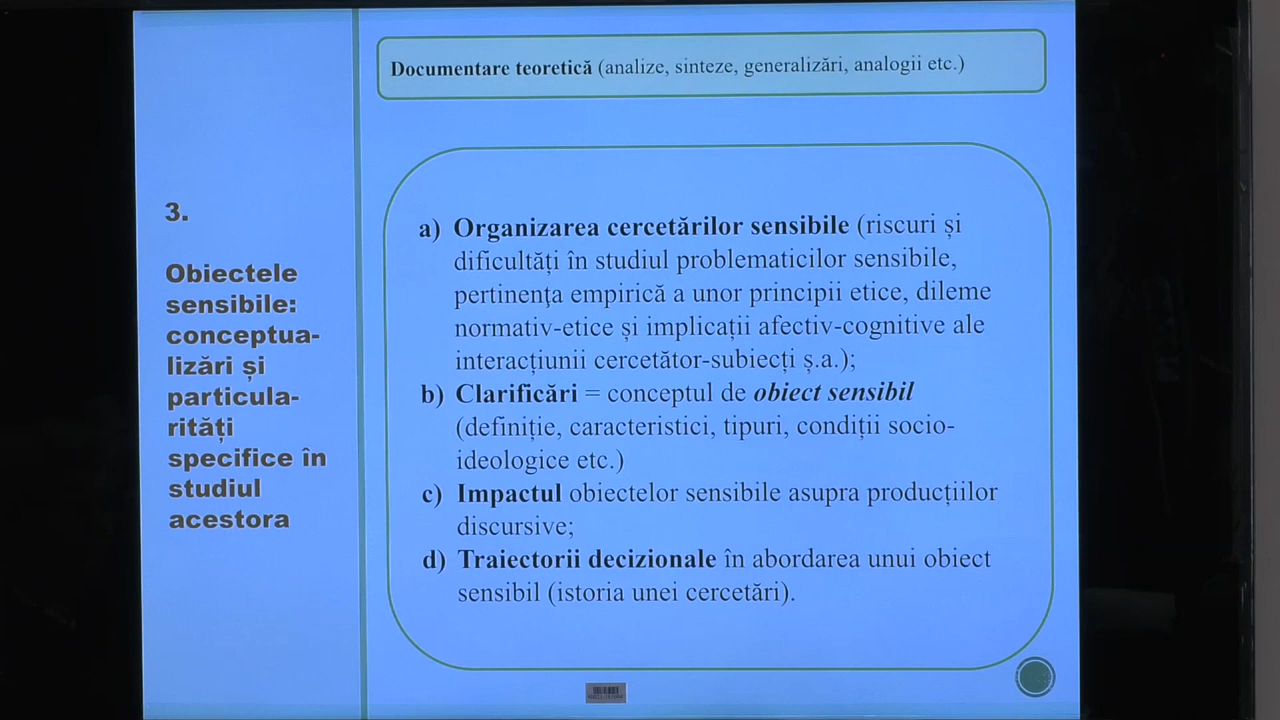 Documentare teoretică (analize, sinteze, generalizări, analogii etc.)
3.
Obiectele
sensibile:
conceptua-
lizări și
particula-
rități
specifice în
studiul
acestora
a) Organizarea cercetărilor sensibile (riscuri și
dificultăți în studiul problematicilor sensibile,
pertinenţa empirică a unor principii etice, dileme
normativ-etice și implicații afectiv-cognitive ale
interacțiunii cercetător-subiecți ș.a.);
b) Clarificări = conceptul de obiect sensibil
(definiție, caracteristici, tipuri, condiții socio-
ideologice etc.)
c) Impactul obiectelor sensibile asupra producțiilor
discursive;
d) Traiectorii decizionale în abordarea unui obiect
sensibil (istoria unei cercetări).